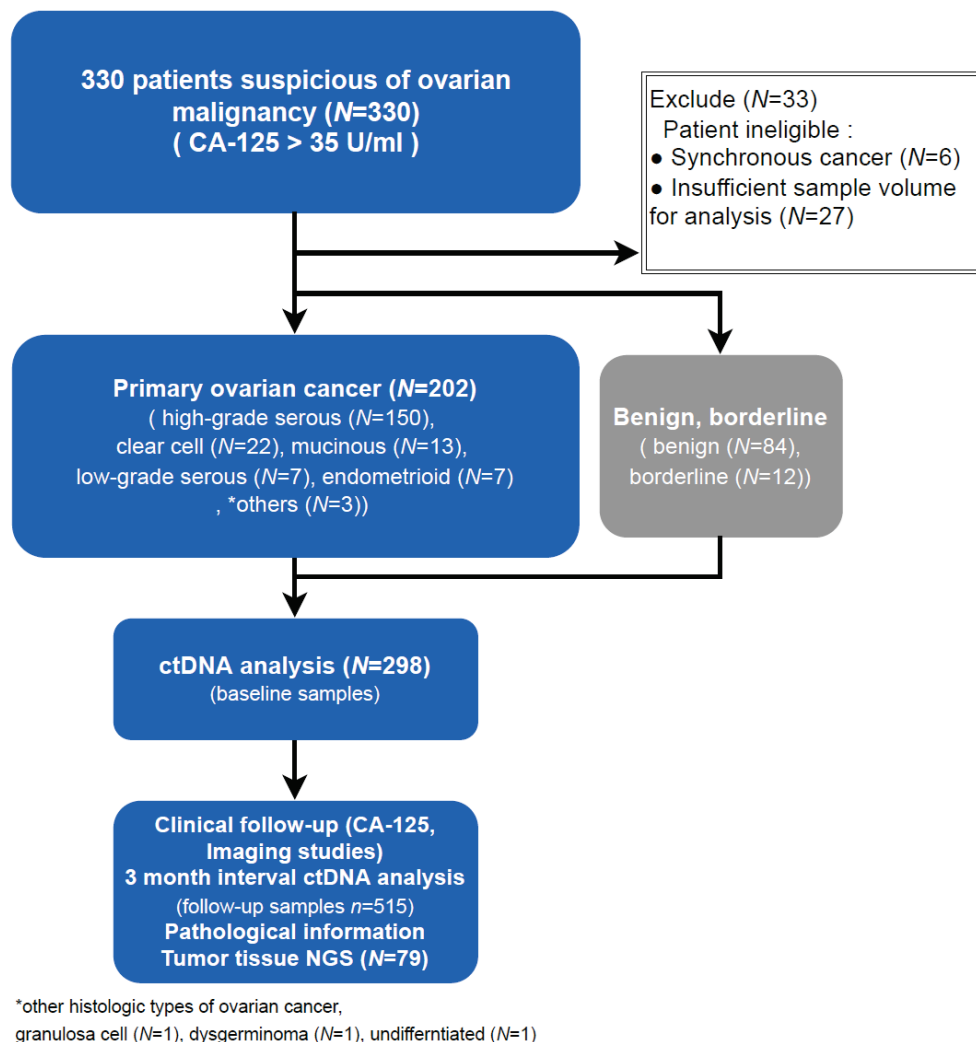 330 patients suspicious of ovarian
malignancy (N=330)
( CA-125 > 35 U/ml )
Exclude (N=33)
Patient ineligible :
● Synchronous cancer (N=6)
● Insufficient sample volume
for analysis (N=27)
Primary ovarian cancer (N=202)
( high-grade serous (N=150),
clear cell (N=22), mucinous (N=13),
low-grade serous (N=7), endometrioid (N=7)
, *others (N=3))
Benign, borderline
( benign (N=84),
borderline (N=12))
ctDNA analysis (N=298)
(baseline samples)
Clinical follow-up (CA-125,
Imaging studies)
3 month interval ctDNA analysis
(follow-up samples n=515)
Pathological information
Tumor tissue NGS (N=79)
*other histologic types of ovarian cancer,
granulosa cell (N=1), dysgerminoma (N=1), undifferntiated (N=1)